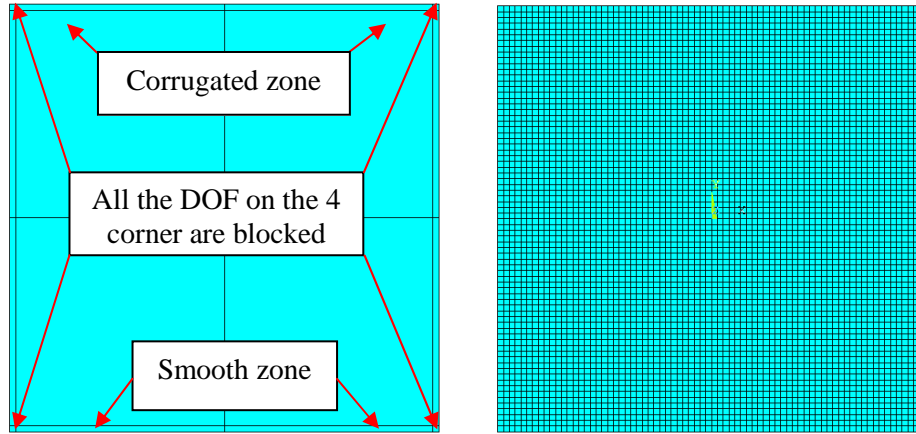 Corrugated zone
All the DOF on the 4
corner are blocked
Smooth zone